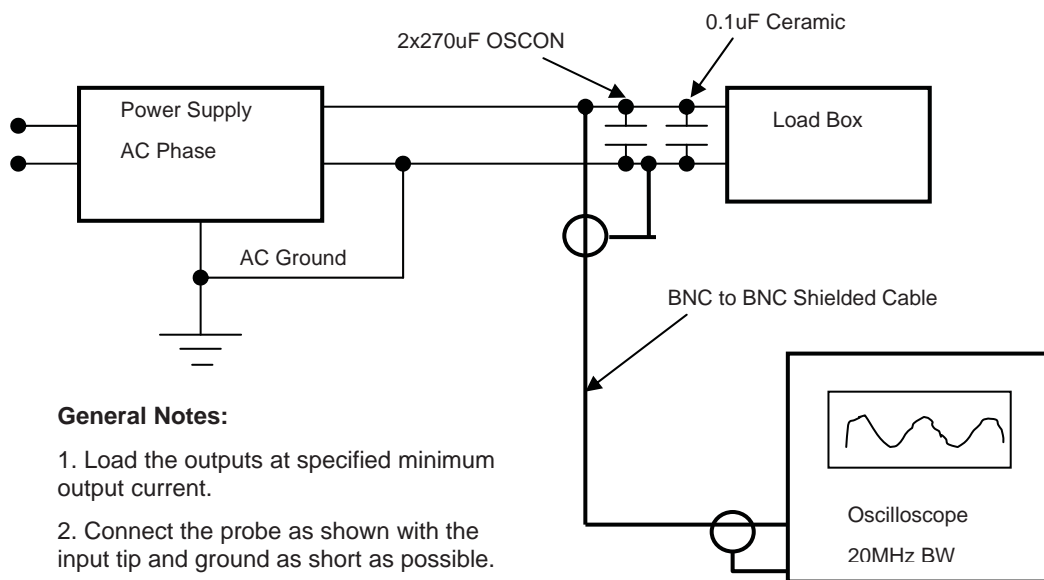 2x270uF OSCON
0.1uF Ceramic
Power Supply
AC Phase
Load Box
AC Ground
BNC to BNC Shielded Cable
General Notes:
1. Load the outputs at specified minimum
output current.
2. Connect the probe as shown with the
input tip and ground as short as possible.
Oscilloscope
20MHz BW